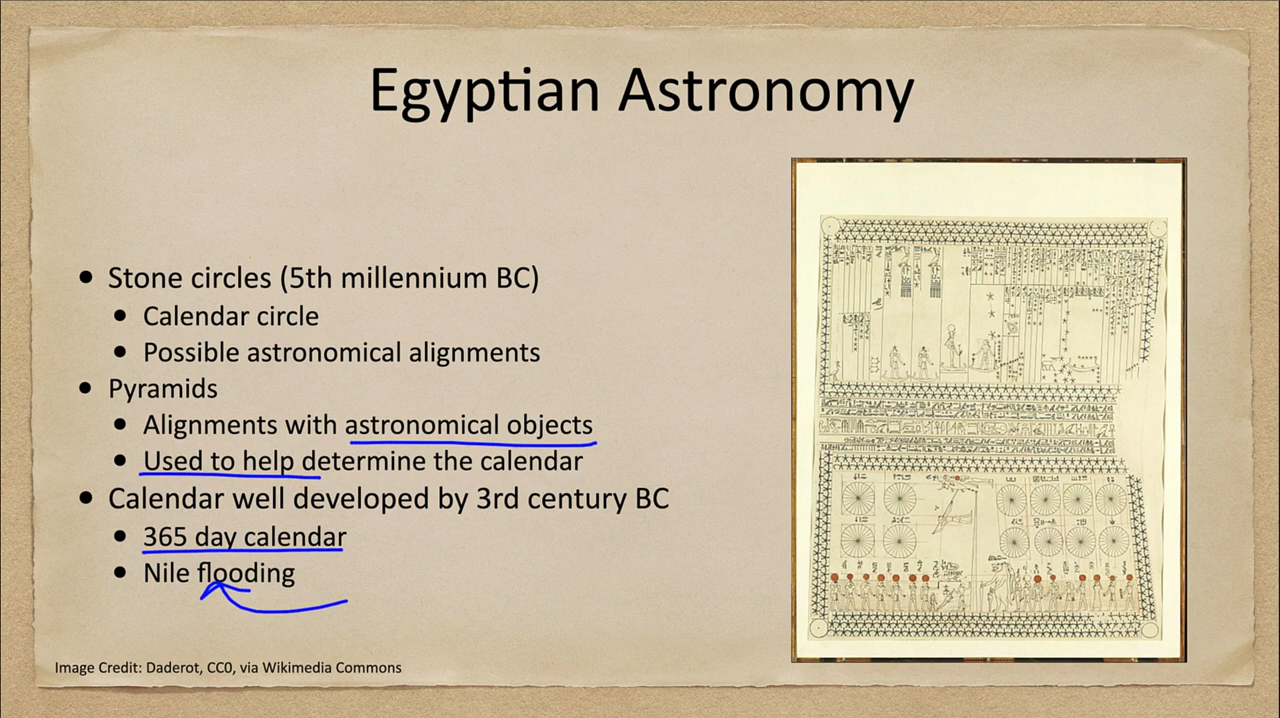 Egyptian Astronomy
• Stone circles (5th millennium BC)
• Calendar circle
• Possible astronomical alignments
• Pyramids
• Alignments with astronomical objects
• Used to help determine the calendar
• Calendar well developed by 3rd century BC
• 365 day calendar
• Nile flooding
Image Credit: Daderot, CC0, via Wikimedia Commons